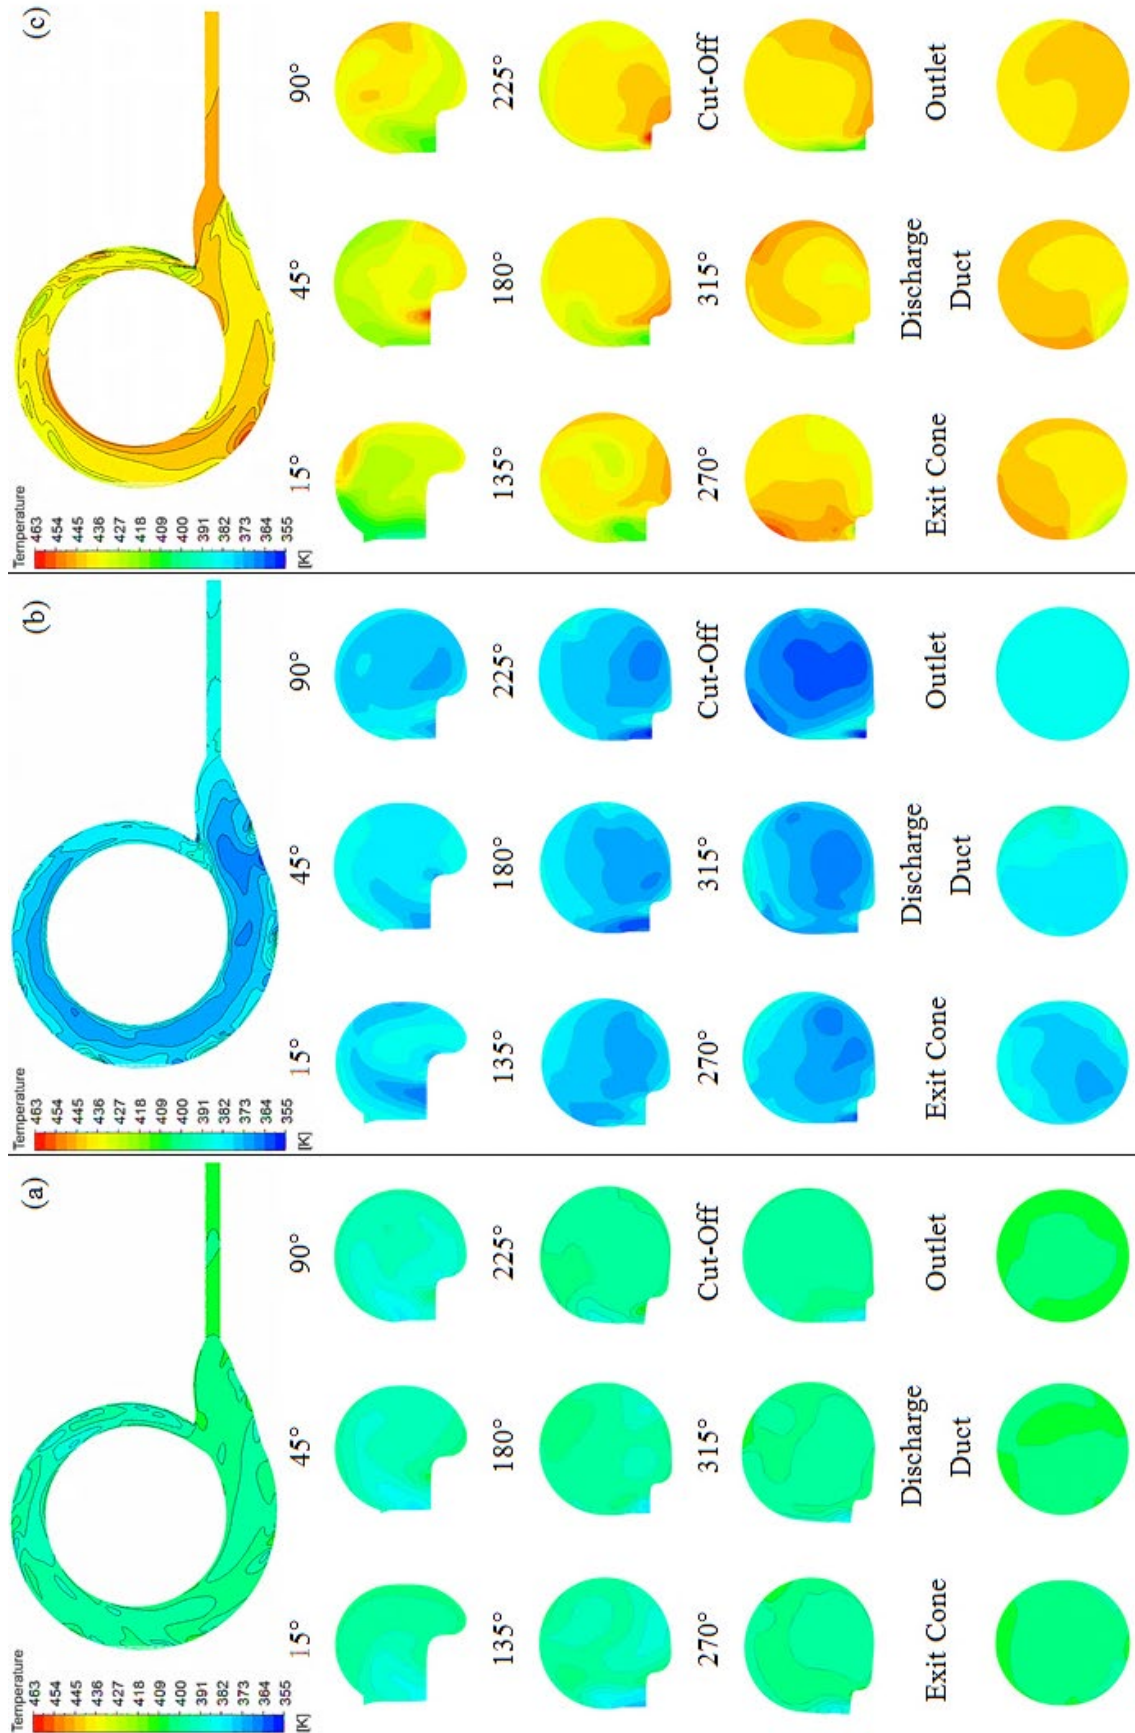 (a)
Temperature
463
454
445
436
427
418
409
400
391
382
373
364
355
[K]
15° 45° 90°
135° 180° 225°
270° 315° Cut-Off
Exit Cone Discharge Duct Outlet
(b)
Temperature
463
454
445
436
427
418
409
400
391
382
373
364
355
[K]
15° 45° 90°
135° 180° 225°
270° 315° Cut-Off
Exit Cone Discharge Duct Outlet
(c)
Temperature
463
454
445
436
427
418
409
400
391
382
373
364
355
[K]
15° 45° 90°
135° 180° 225°
270° 315° Cut-Off
Exit Cone Discharge Duct Outlet